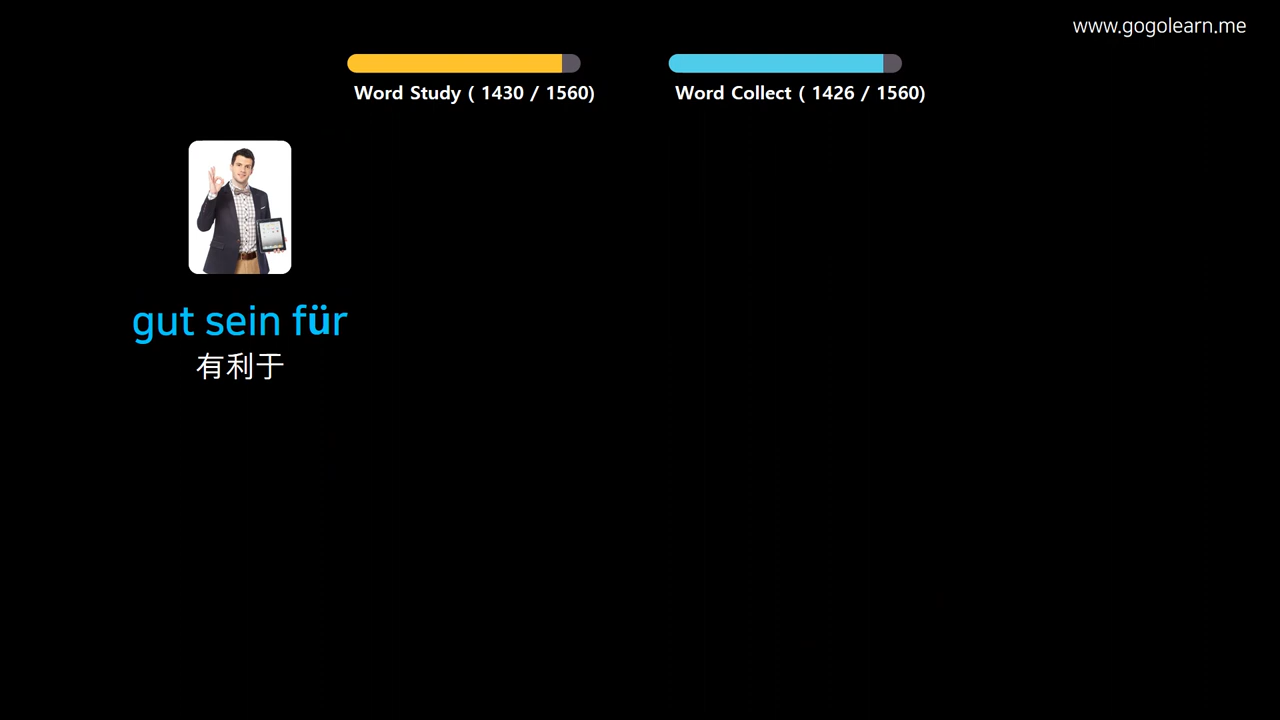 www.gogolearn.me
Word Study ( 1430 / 1560)
Word Collect ( 1426 / 1560)
gut sein für
有利于